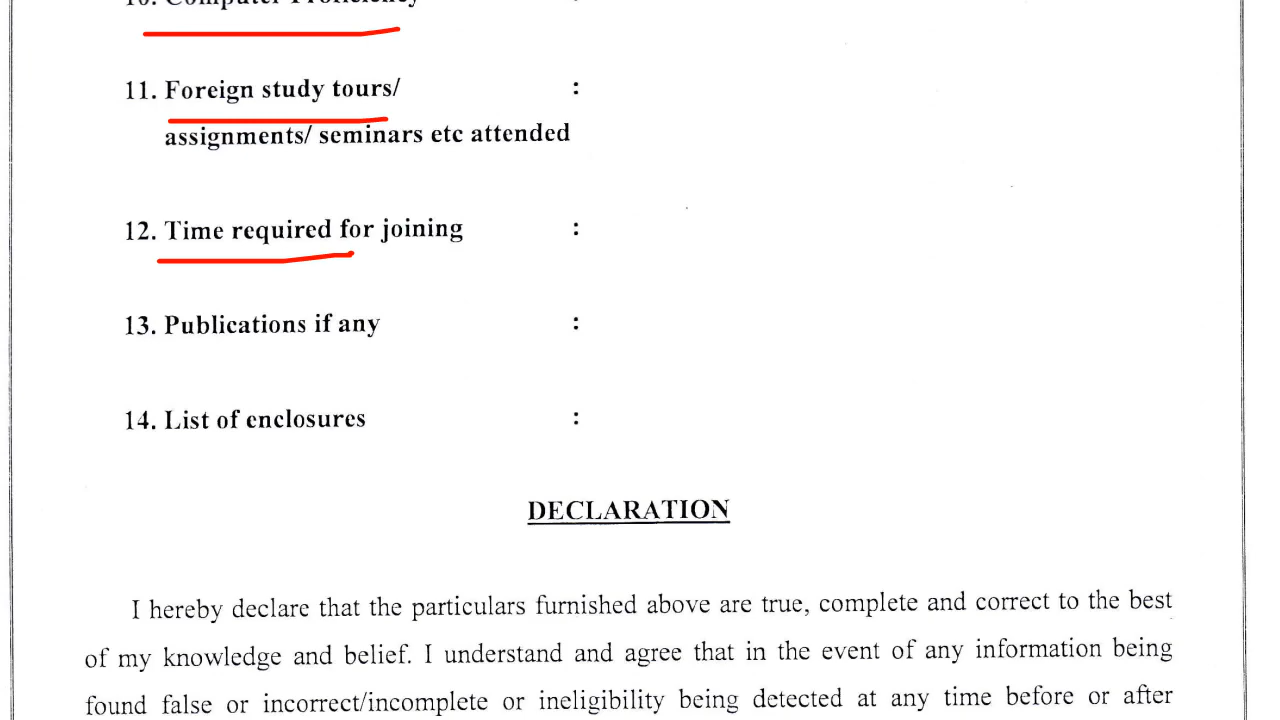 10. Computer Proficiency :
11. Foreign study tours/ :
assignments/ seminars etc attended
12. Time required for joining :
13. Publications if any :
14. List of enclosures :
DECLARATION
I hereby declare that the particulars furnished above are true, complete and correct to the best
of my knowledge and belief. I understand and agree that in the event of any information being
found false or incorrect/incomplete or ineligibility being detected at any time before or after